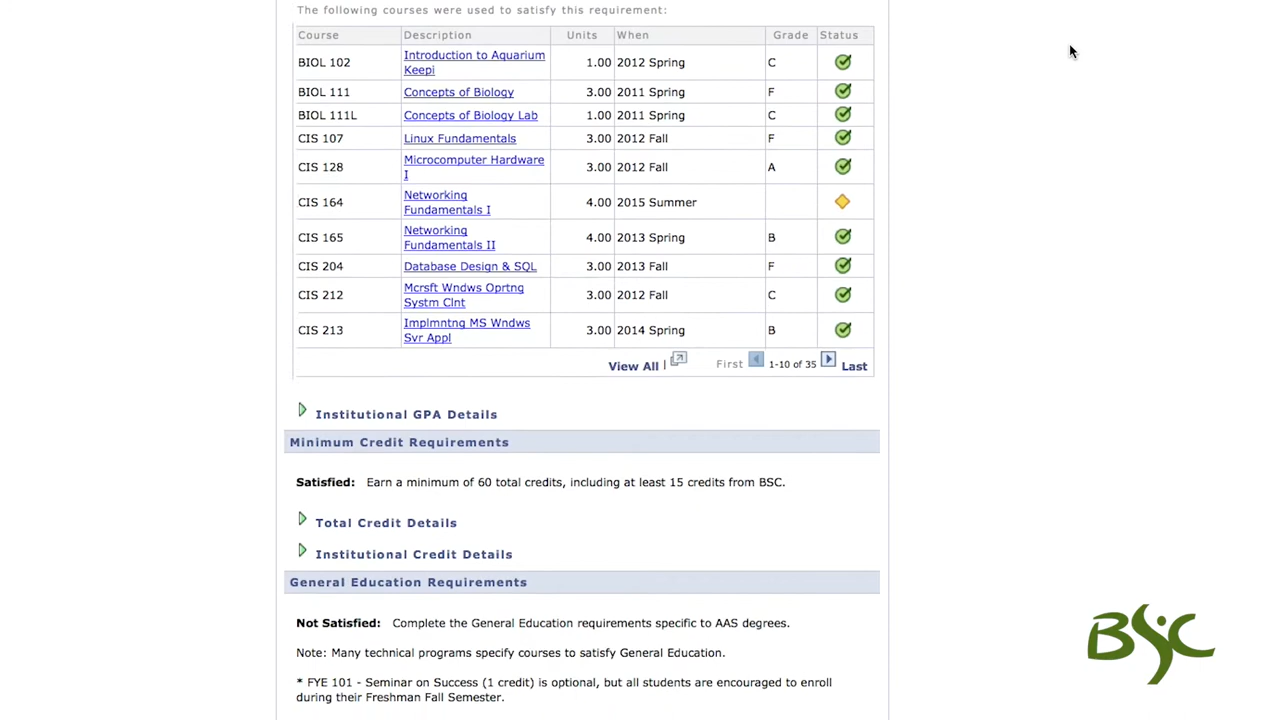 The following courses were used to satisfy this requirement:
Course Description Units When Grade Status
BIOL 102 Introduction to Aquarium Keepi 1.00 2012 Spring C
BIOL 111 Concepts of Biology 3.00 2011 Spring F
BIOL 111L Concepts of Biology Lab 1.00 2011 Spring C
CIS 107 Linux Fundamentals 3.00 2012 Fall F
CIS 128 Microcomputer Hardware I 3.00 2012 Fall A
CIS 164 Networking Fundamentals I 4.00 2015 Summer
CIS 165 Networking Fundamentals II 4.00 2013 Spring B
CIS 204 Database Design & SQL 3.00 2013 Fall F
CIS 212 Mcrsft Wndws Oprtng Systm Clnt 3.00 2012 Fall C
CIS 213 Implmntng MS Wndws Svr Appl 3.00 2014 Spring B
View All | First 1-10 of 35 Last
Institutional GPA Details
Minimum Credit Requirements
Satisfied: Earn a minimum of 60 total credits, including at least 15 credits from BSC.
Total Credit Details
Institutional Credit Details
General Education Requirements
Not Satisfied: Complete the General Education requirements specific to AAS degrees.
Note: Many technical programs specify courses to satisfy General Education.
* FYE 101 - Seminar on Success (1 credit) is optional, but all students are encouraged to enroll
during their Freshman Fall Semester.
BSC